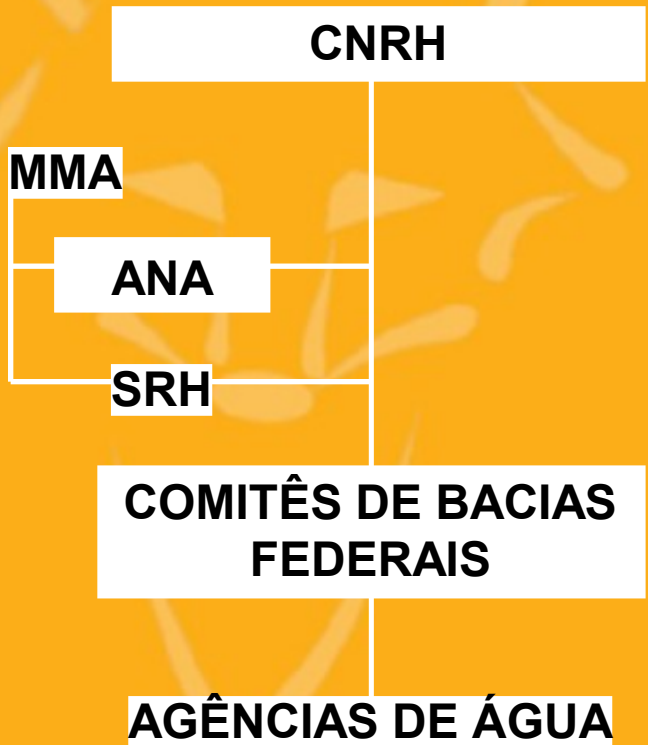 CNRH
MMA
ANA
SRH
COMITÊS DE BACIAS
FEDERAIS
AGÊNCIAS DE ÁGUA